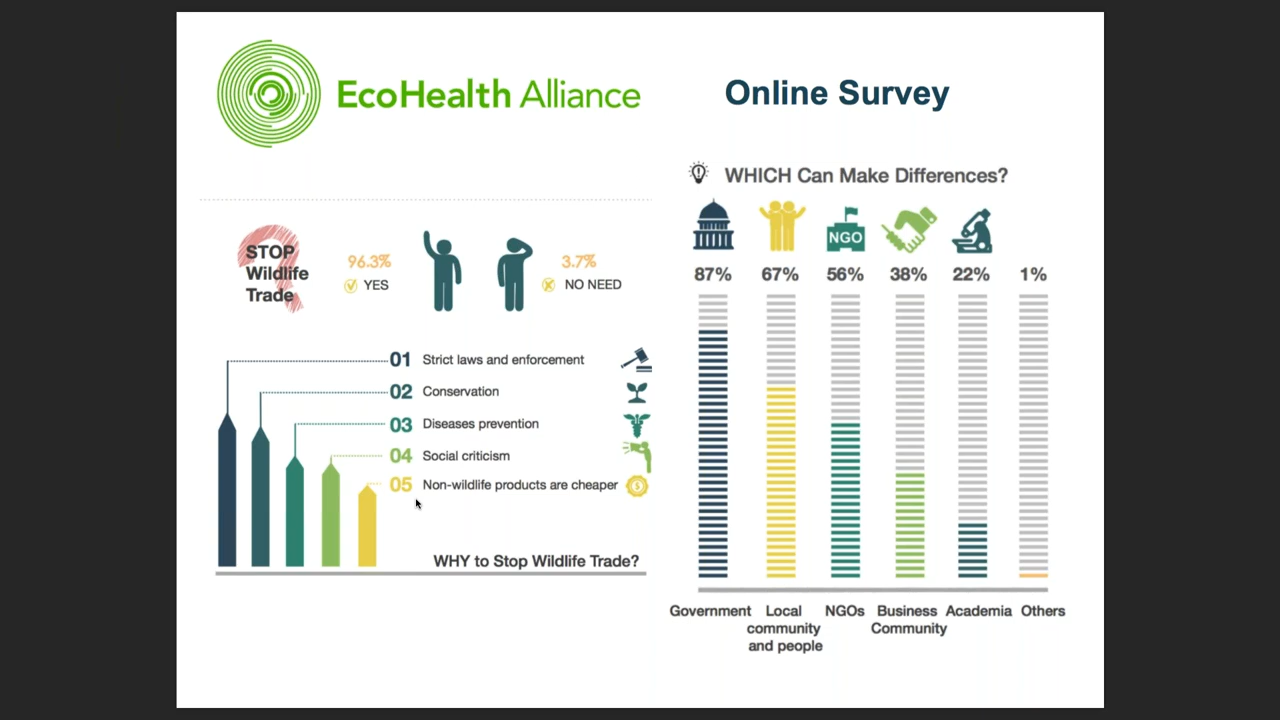 EcoHealth Alliance
Online Survey
STOP
Wildlife
Trade
96.3%
YES
3.7%
NO NEED
01 Strict laws and enforcement
02 Conservation
03 Diseases prevention
04 Social criticism
05 Non-wildlife products are cheaper
WHY to Stop Wildlife Trade?
WHICH Can Make Differences?
NGO
87% 67% 56% 38% 22% 1%
Government Local NGOs Business Academia Others
community Community
and people